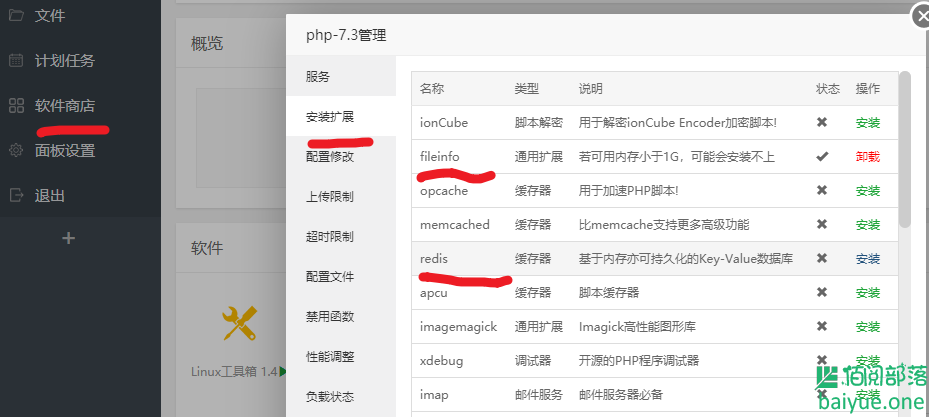 文件
计划任务
软件商店
面板设置
退出
概览
软件
Linux工具箱 1.4
php-7.3管理
服务
安装扩展
配置修改
上传限制
超时限制
配置文件
禁用函数
性能调整
负载状态
名称 类型 说明 状态 操作
ionCube 脚本解密 用于解密ionCube Encoder加密脚本! 安装
fileinfo 通用扩展 若可用内存小于1G，可能会安装不上 卸载
opcache 缓存器 用于加速PHP脚本! 安装
memcached 缓存器 比memcache支持更多高级功能 安装
redis 缓存器 基于内存亦可持久化的Key-Value数据库 安装
apcu 缓存器 脚本缓存器 安装
imagemagick 通用扩展 Imagick高性能图形库 安装
xdebug 调试器 开源的PHP程序调试器 安装
imap 邮件服务 邮件服务器必备
佰阅部落
baiyue.one